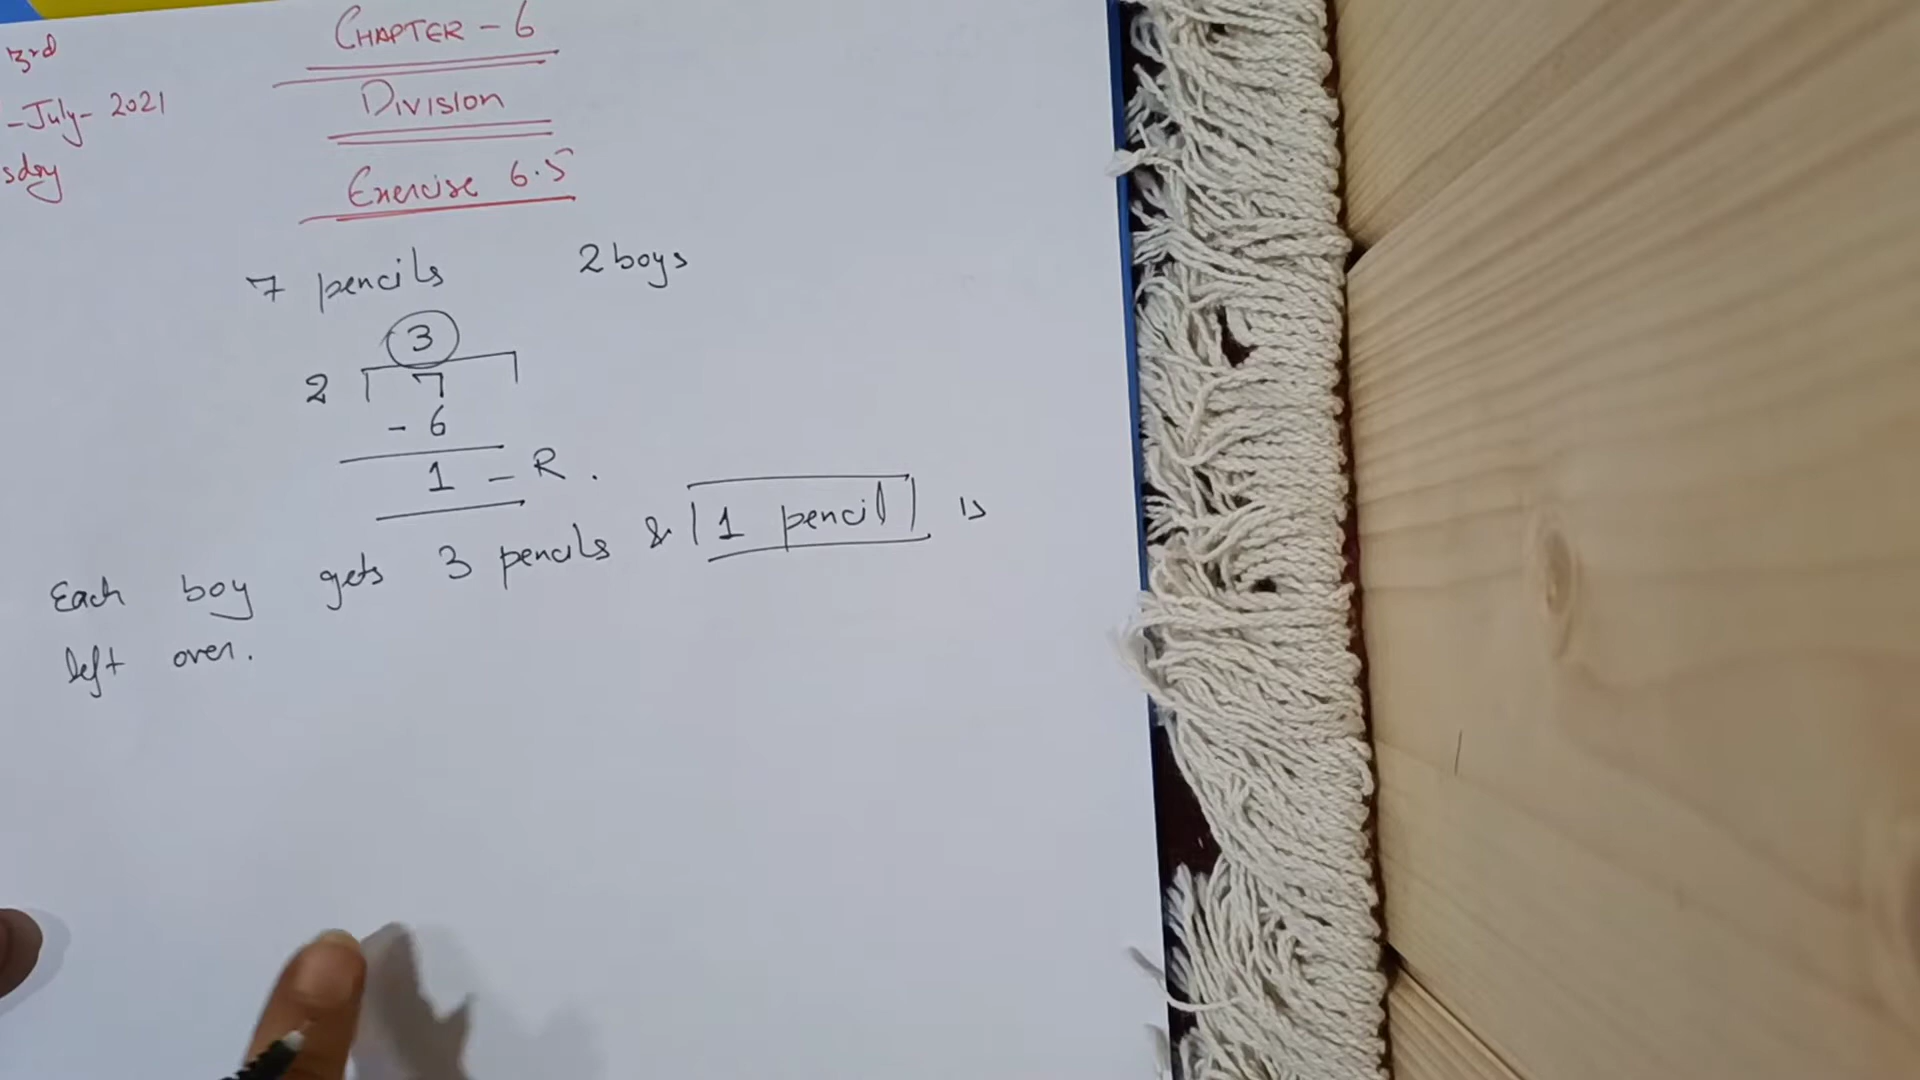 3rd
CHAPTER - 6
-July- 2021
DIVISION
sday
Exercise 6.5
7 pencils 2 boys
3
2 7
- 6
1 - R.
Each boy gets 3 pencils & 1 pencil is
left over.